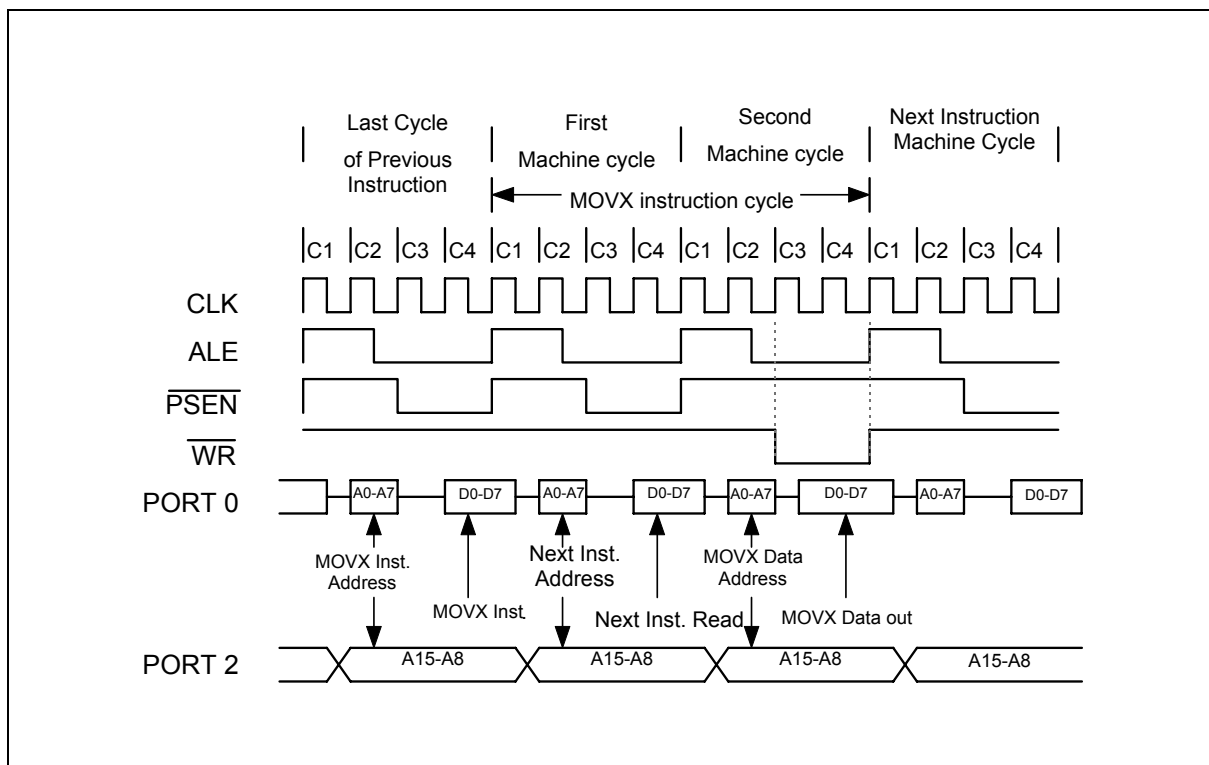 Last Cycle
of Previous
Instruction
First
Machine cycle
Second
Machine cycle
Next Instruction
Machine Cycle
MOVX instruction cycle
C1 C2 C3 C4 C1 C2 C3 C4 C1 C2 C3 C4 C1 C2 C3 C4
CLK
ALE
PSEN
WR
PORT 0
A0-A7 D0-D7 A0-A7 D0-D7 A0-A7 D0-D7 A0-A7 D0-D7
MOVX Inst.
Address
MOVX Inst.
Next Inst.
Address
Next Inst. Read
MOVX Data
Address
MOVX Data out
PORT 2
A15-A8 A15-A8 A15-A8 A15-A8